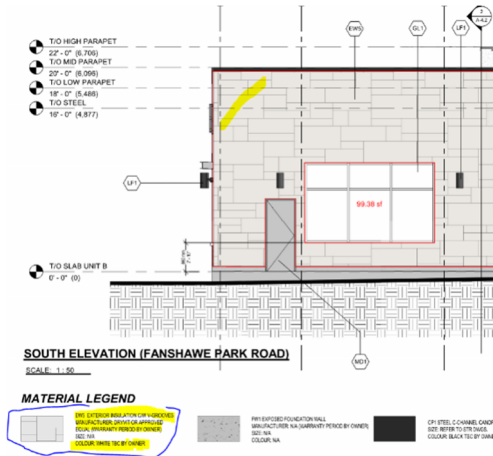 2
A-4.2
T/O HIGH PARAPET
22' - 0" (6,706)
T/O MID PARAPET
20' - 0" (6,096)
T/O LOW PARAPET
18' - 0" (5,486)
T/O STEEL
16' - 0" (4,877)
EW5
GL1
LF1
LF1
99.38 sf
T/O SLAB UNIT B
0' - 0" (0)
MD1
SOUTH ELEVATION (FANSHAWE PARK ROAD)
SCALE: 1 : 50
MATERIAL LEGEND
EXTERIOR INSULATION
MANUFACTURER: DRYVIT OR APPROVED
EQUAL (WARRANTY PERIOD BY OWNER)
SIZE: N/A
COLOUR: WHITE TBC BY OWNER
FW1 EXPOSED FOUNDATION WALL
MANUFACTURER: N/A (WARRANTY PERIOD BY OWNER)
SIZE: N/A
COLOUR: N/A
CP1 STEEL C-CHANNEL
SIZE: REFER TO STR DWGS.
COLOUR: BLACK TBC BY